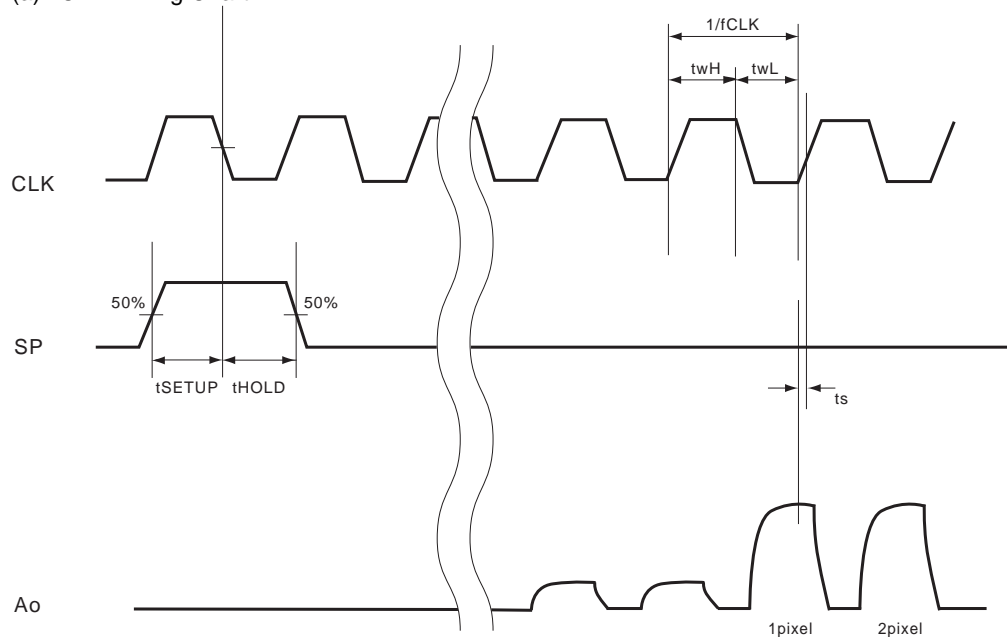 1/fCLK
twH twL
CLK
50% 50%
SP
tSETUP tHOLD
ts
Ao
1pixel 2pixel